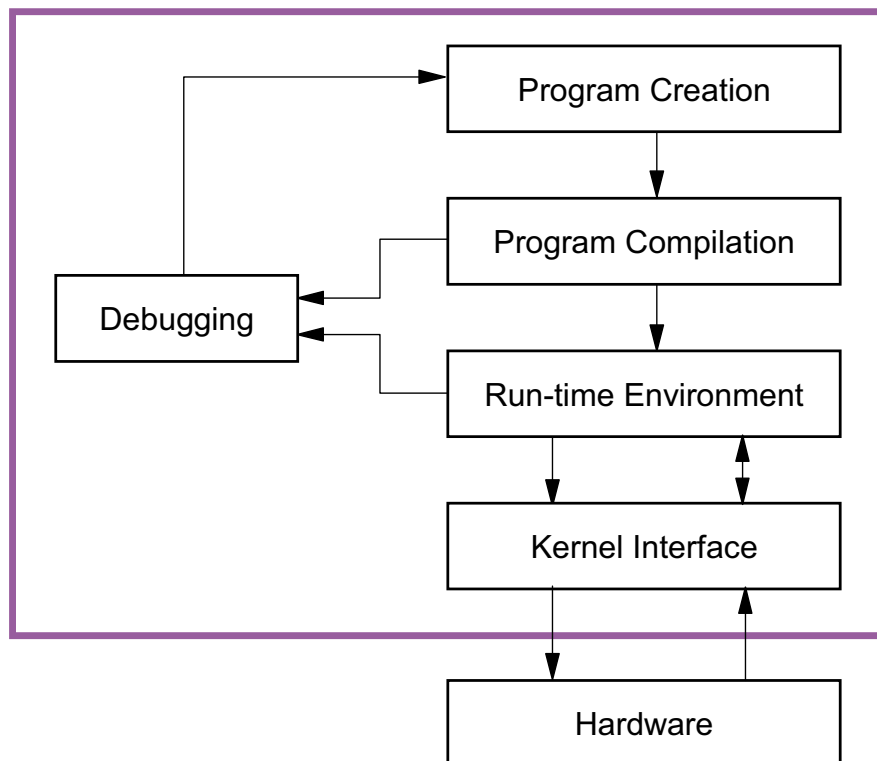 Program Creation
Program Compilation
Debugging
Run-time Environment
Kernel Interface
Hardware